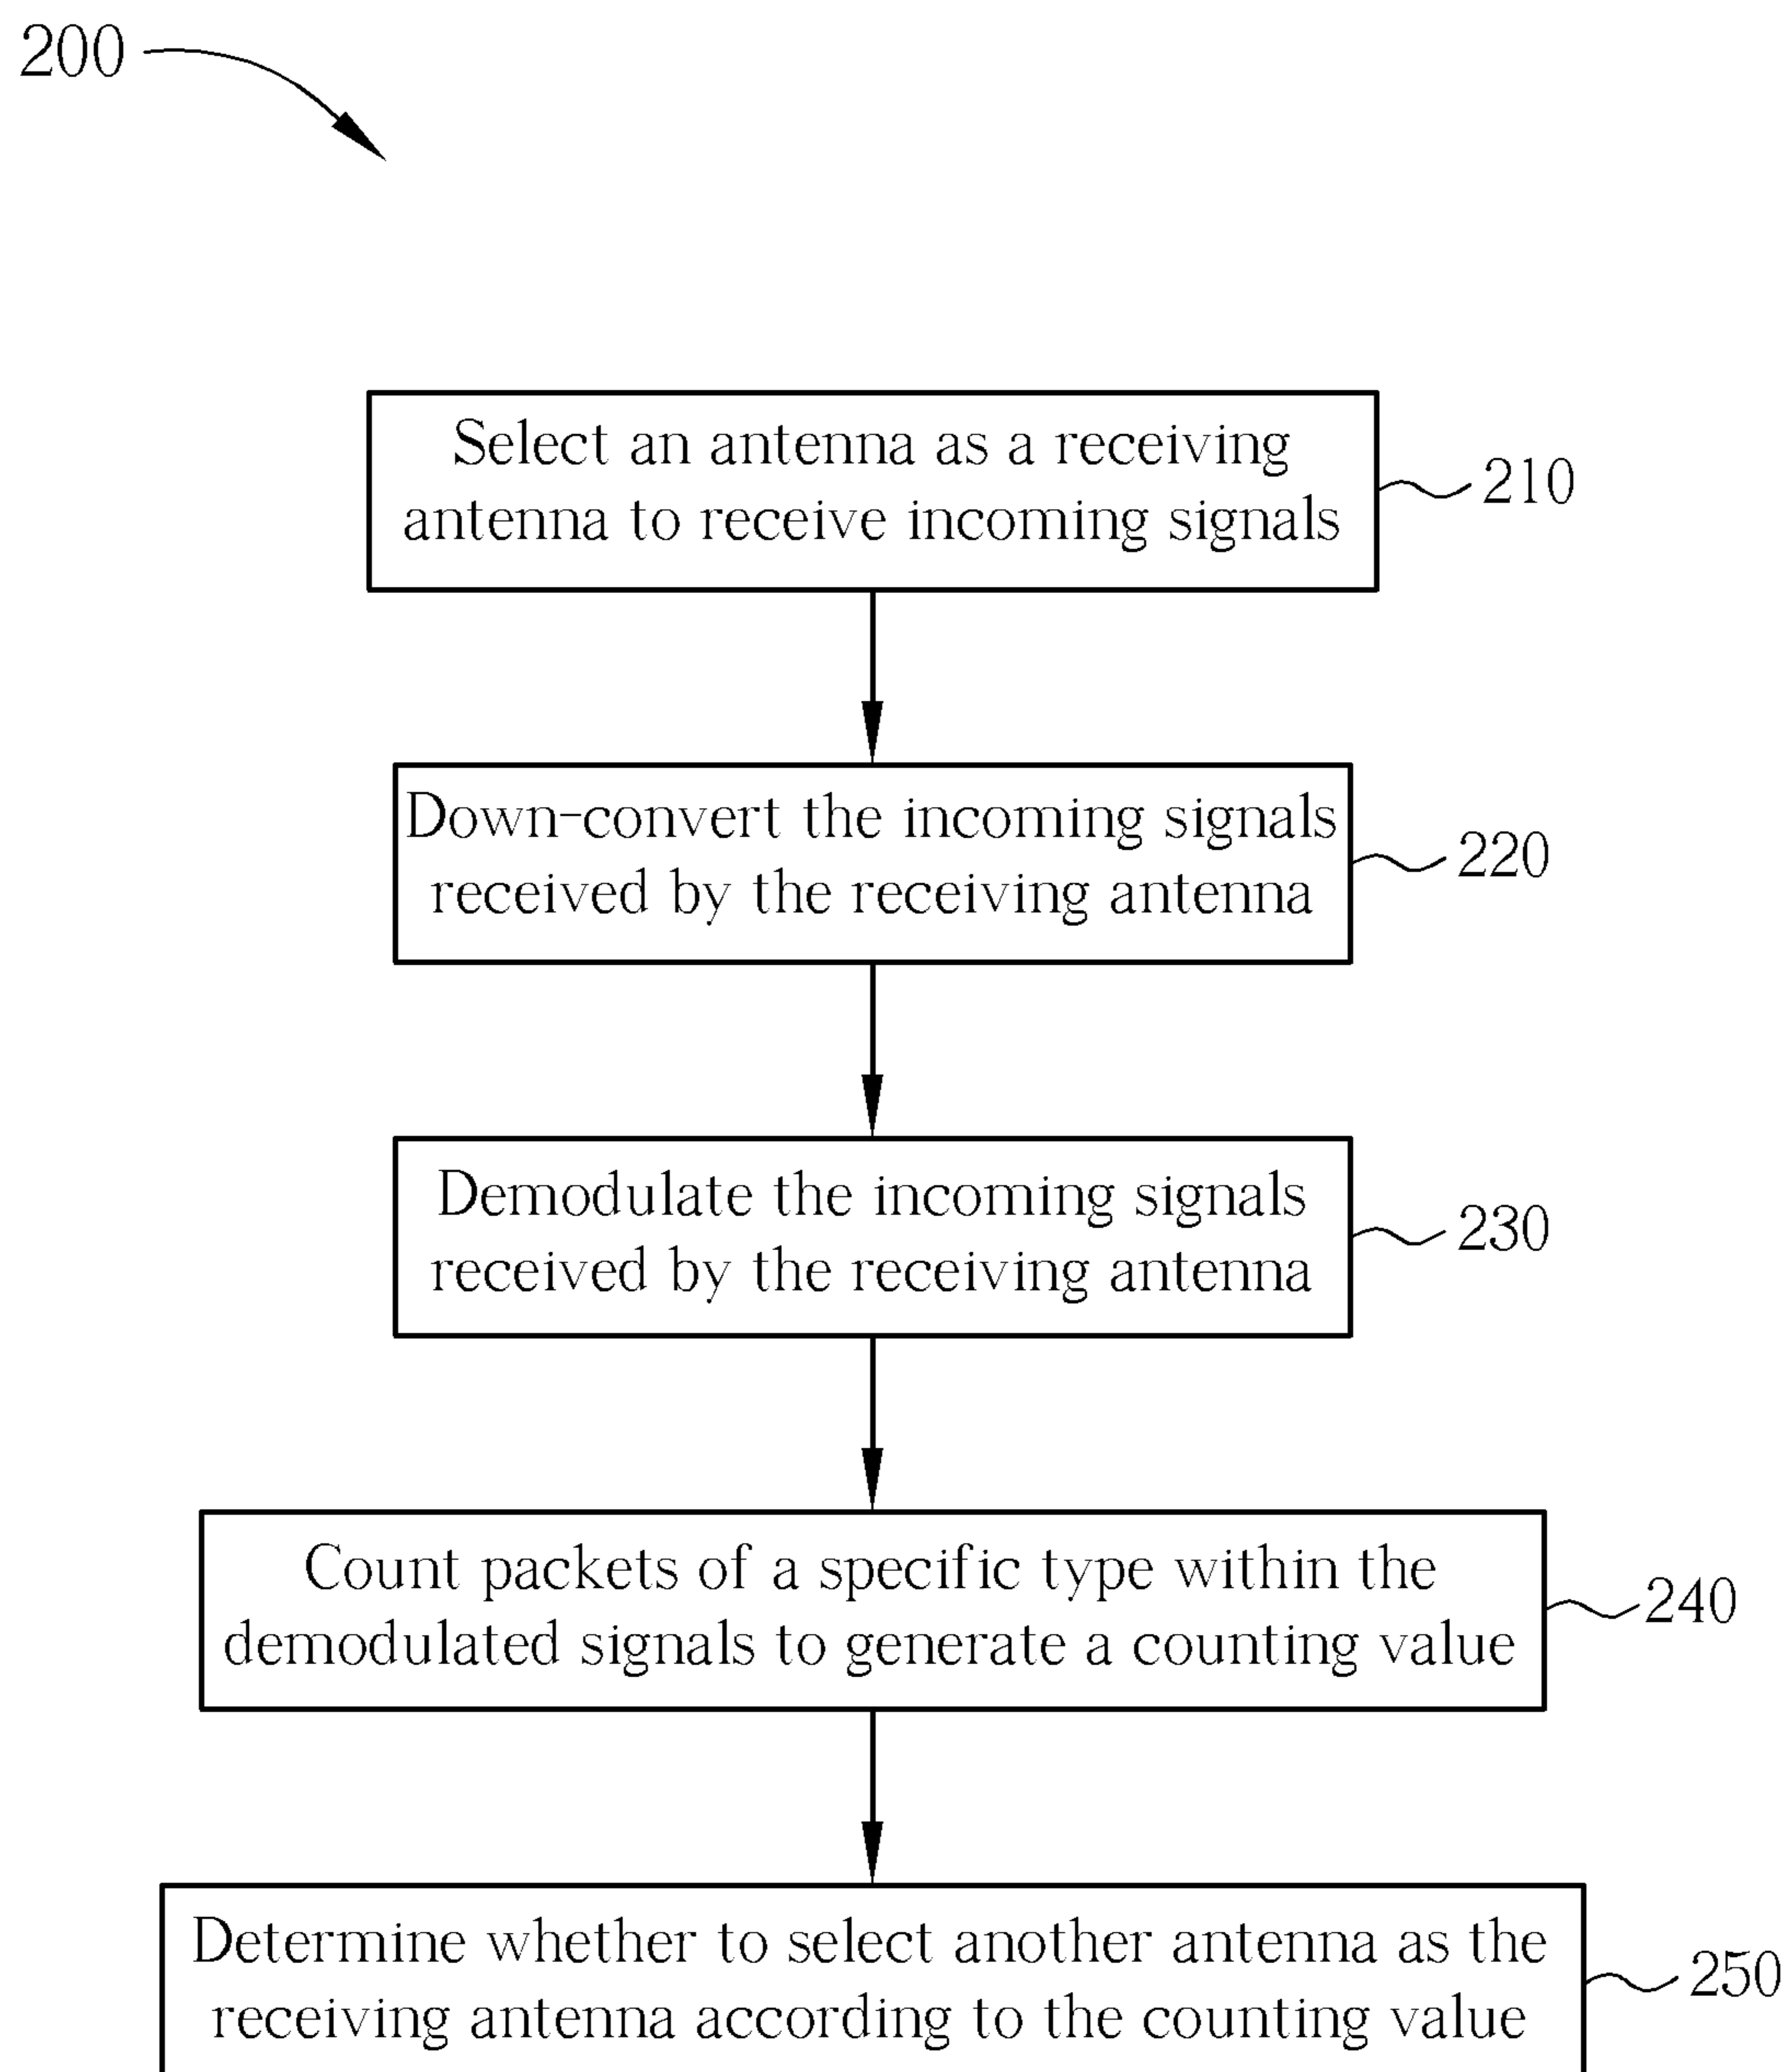 200
Select an antenna as a receiving
antenna to receive incoming signals
210
Down-convert the incoming signals
received by the receiving antenna
220
Demodulate the incoming signals
received by the receiving antenna
230
Count packets of a specific type within the
demodulated signals to generate a counting value
240
Determine whether to select another antenna as the
receiving antenna according to the counting value
250